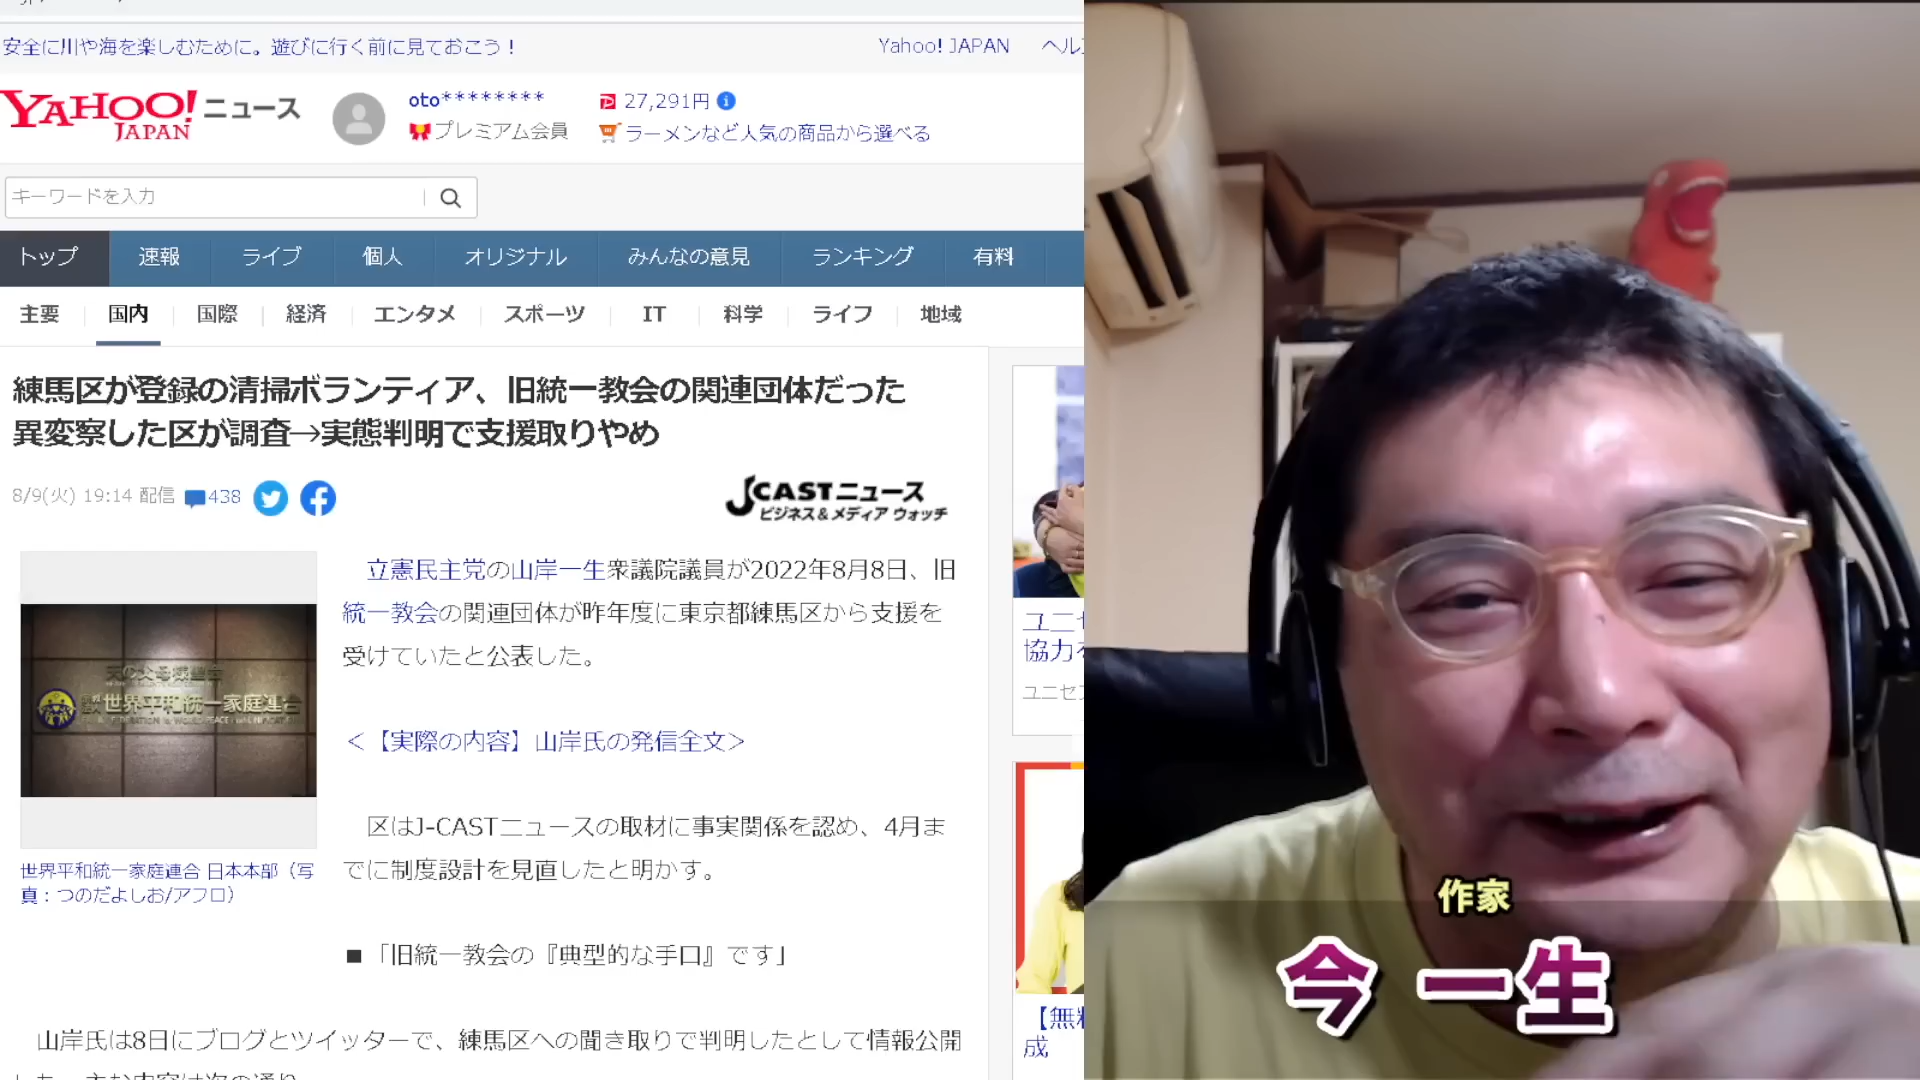 安全に川や海を楽しむために。遊びに行く前に見ておこう！
Yahoo! JAPAN
YAHOO! JAPAN ニュース
oto********
プレミアム会員
27,291円
ラーメンなど人気の商品から選べる
キーワードを入力
トップ 速報 ライブ 個人 オリジナル みんなの意見 ランキング 有料
主要 国内 国際 経済 エンタメ スポーツ IT 科学 ライフ 地域
練馬区が登録の清掃ボランティア、旧統一教会の関連団体だった
異変察した区が調査→実態判明で支援取りやめ
8/9(火) 19:14 配信 438
J-CASTニュース
ビジネス&メディア ウォッチ
立憲民主党の山岸一生衆議院議員が2022年8月8日、旧
統一教会の関連団体が昨年度に東京都練馬区から支援を
受けていたと公表した。
＜【実際の内容】山岸氏の発信全文＞
区はJ-CASTニュースの取材に事実関係を認め、4月ま
でに制度設計を見直したと明かす。
■「旧統一教会の『典型的な手口』です」
山岸氏は8日にブログとツイッターで、練馬区への聞き取りで判明したとして情報公開
世界平和統一家庭連合
世界平和統一家庭連合 日本本部（写
真：つのだよしお/アフロ）
ユニセ
協力
ユニセフ
【無料
成
作家
今 一生